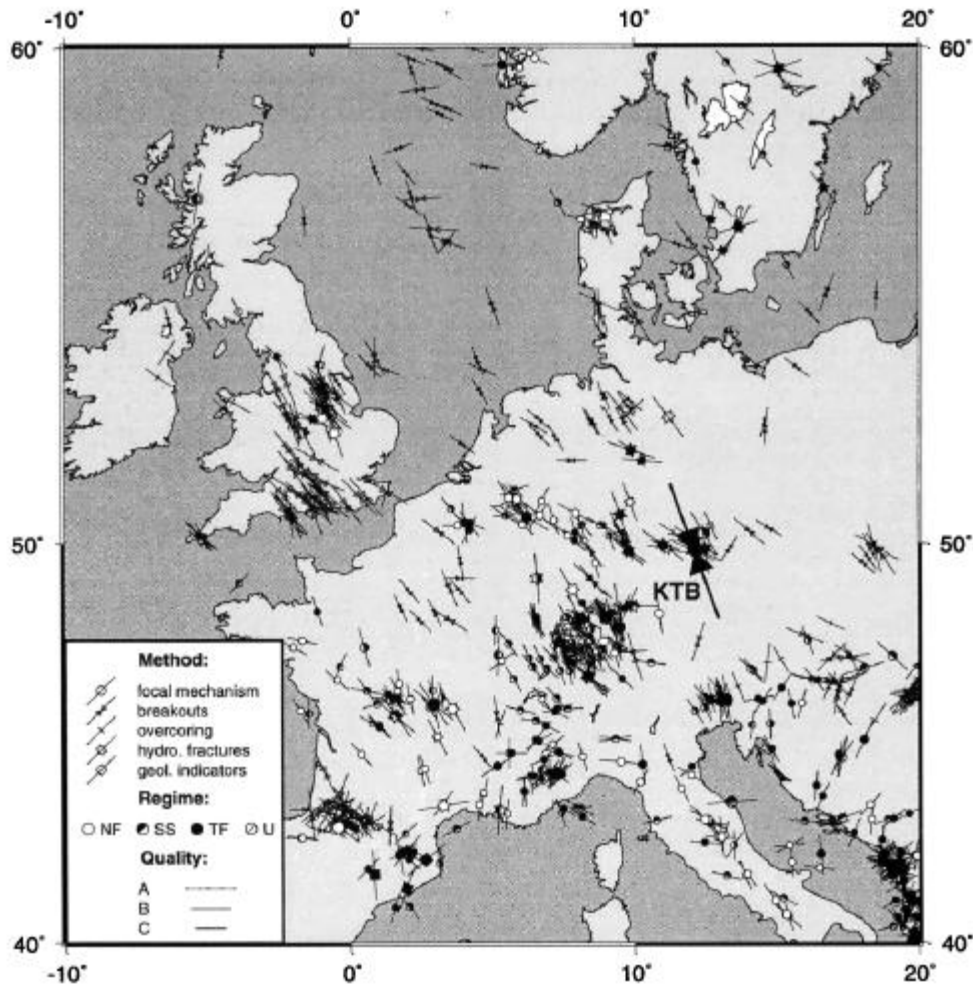 -10° 0° 10° 20°
60° 60°
50° 50°
KTB
Method:
focal mechanism
breakouts
overcoring
hydro. fractures
geol. indicators
Regime:
NF SS TF U
Quality:
A
B
C
40° 40°
-10° 0° 10° 20°